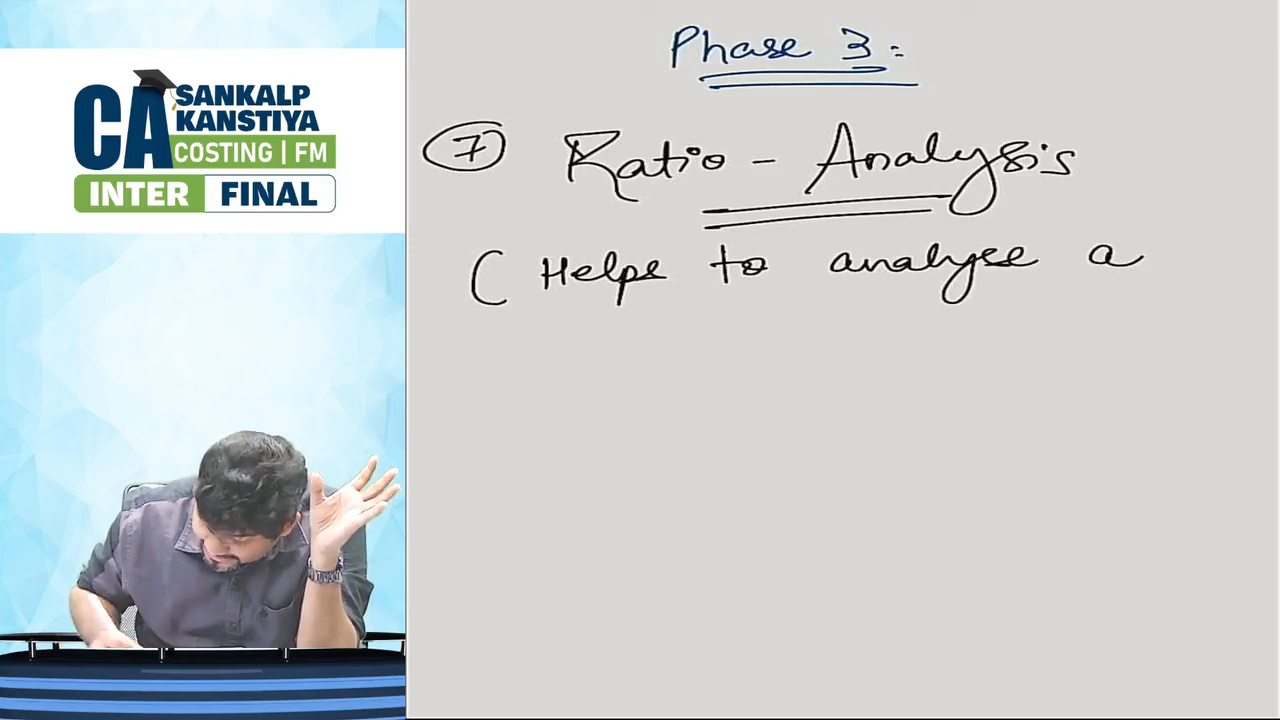 CA SANKALP
KANSTIYA
COSTING | FM
INTER FINAL
Phase 3:
7 Ratio - Analysis
( Helps to analyse a